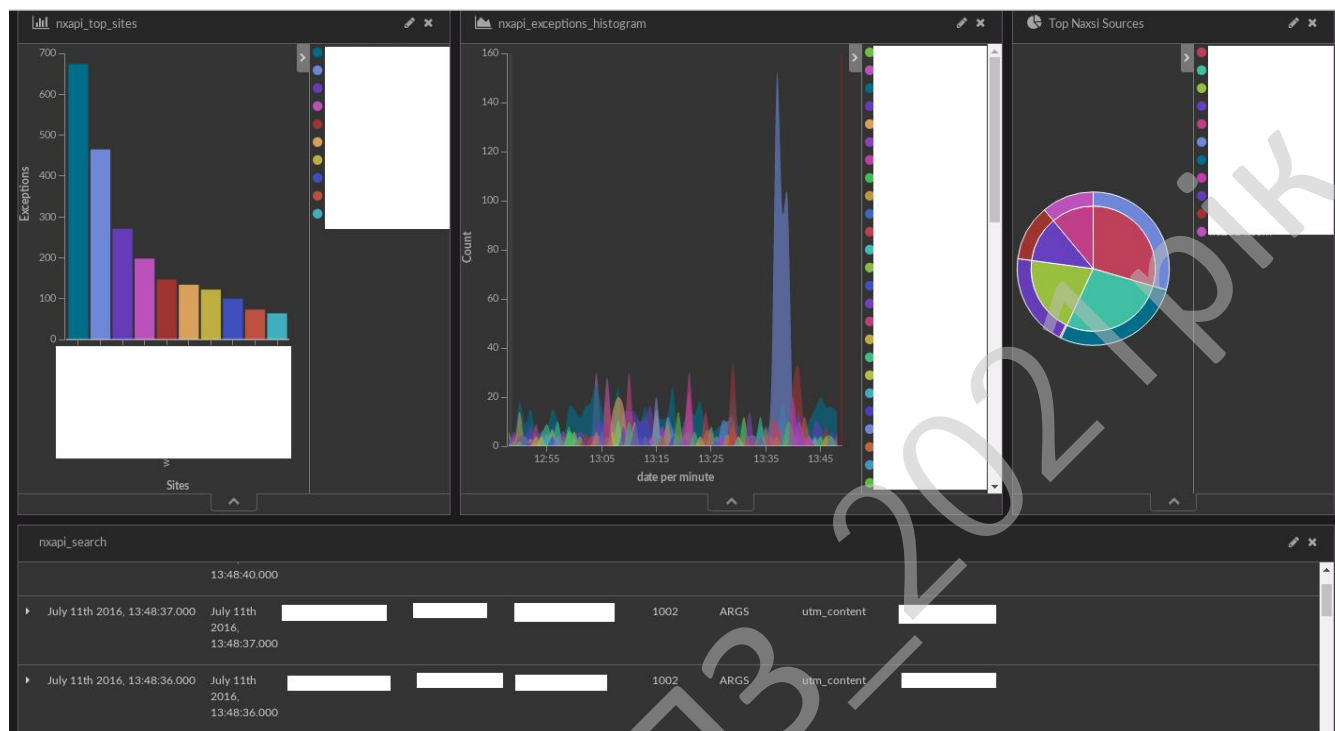 nxapi_top_sites
700
600
500
400
300
200
100
0
Exceptions
Sites
nxapi_exceptions_histogram
160
140
120
100
80
60
40
20
0
Count
12:55 13:05 13:15 13:25 13:35 13:45
date per minute
Top Naxsi Sources
nxapi_search
13:48:40.000
July 11th 2016, 13:48:37.000 July 11th 1002 ARGS utm_content
2016,
13:48:37.000
July 11th 2016, 13:48:36.000 July 11th 1002 ARGS utm_content
2016,
13:48:36.000
ПЗ_2021рік